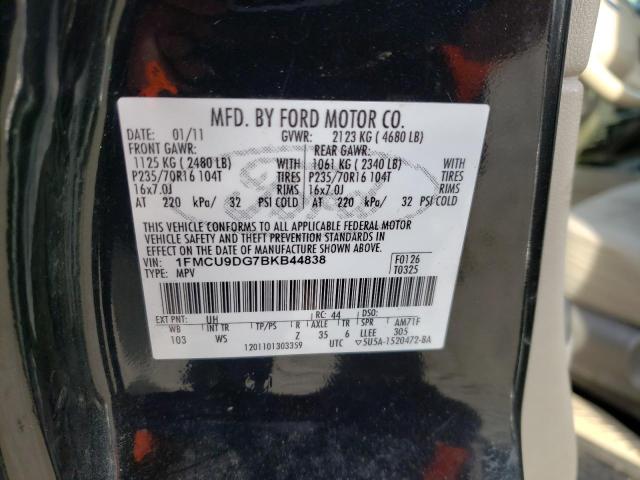 MFD. BY FORD MOTOR CO.
DATE: 01/11 GVWR: 2123 KG ( 4680 LB)
FRONT GAWR: REAR GAWR:
1125 KG ( 2480 LB) WITH 1061 KG ( 2340 LB) WITH
P235/70R16 104T TIRES P235/70R16 104T TIRES
16x7.0J RIMS 16x7.0J RIMS
AT 220 kPa/ 32 PSI COLD AT 220 kPa/ 32 PSI COLD
THIS VEHICLE CONFORMS TO ALL APPLICABLE FEDERAL MOTOR
VEHICLE SAFETY AND THEFT PREVENTION STANDARDS IN
EFFECT ON THE DATE OF MANUFACTURE SHOWN ABOVE.
VIN: 1FMCU9DG7BKB44838 F0126
TYPE: MPV T0325
EXT PNT: UH RC: 44 DSO:
WB INT TR TP/PS R AXLE TR SPR AM71F
103 WS Z 35 6 LLEE 305
1201101303359 UTC ▽5U5A-1520472-BA